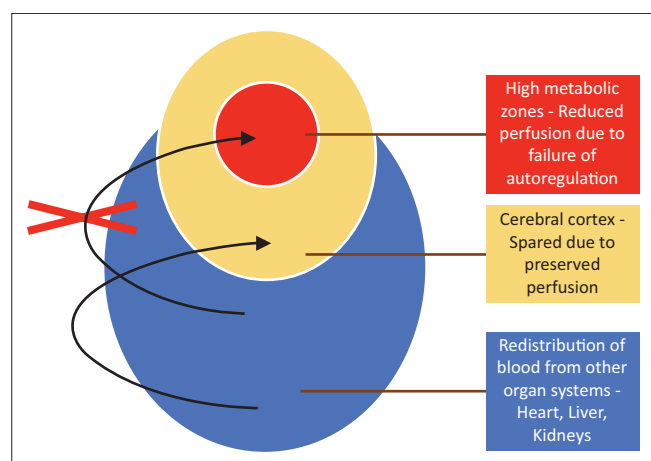 High metabolic
zones - Reduced
perfusion due to
failure of
autoregulation
Cerebral cortex -
Spared due to
preserved
perfusion
Redistribution of
blood from other
organ systems -
Heart, Liver,
Kidneys